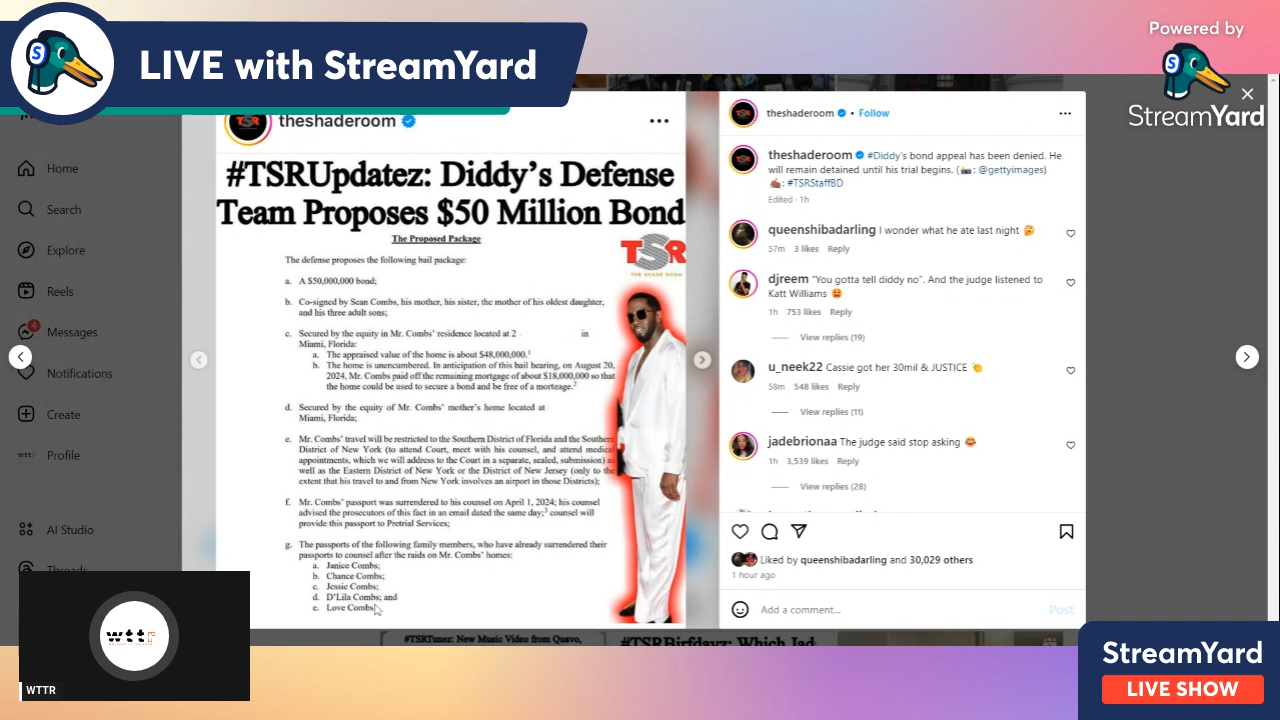 LIVE with StreamYard
Powered by
StreamYard
Home
Search
Explore
Reels
4
Messages
Notifications
Create
Profile
AI Studio
Threads
theshaderoom
#TSRUpdatez: Diddy's Defense
Team Proposes $50 Million Bond
TSR
THE SHADE ROOM
The Proposed Package
The defense proposes the following bail package:
a. A $50,000,000 bond;
b. Co-signed by Sean Combs, his mother, his sister, the mother of his oldest daughter,
and his three adult sons;
c. Secured by the equity in Mr. Combs' residence located at 2 in
Miami, Florida:
a. The appraised value of the home is about $48,000,000.1
b. The home is unencumbered. In anticipation of this bail hearing, on August 20,
2024, Mr. Combs paid off the remaining mortgage of about $18,000,000 so that
the home could be used to secure a bond and be free of a mortgage.2
d. Secured by the equity of Mr. Combs' mother's home located at
Miami, Florida;
e. Mr. Combs' travel will be restricted to the Southern District of Florida and the Southern
District of New York (to attend Court, meet with his counsel, and attend medical
appointments, which we will address to the Court in a separate, sealed, submission) as
well as the Eastern District of New York or the District of New Jersey (only to the
extent that his travel to and from New York involves an airport in those Districts);
f. Mr. Combs' passport was surrendered to his counsel on April 1, 2024; his counsel
advised the prosecutors of this fact in an email dated the same day;3 counsel will
provide this passport to Pretrial Services;
g. The passports of the following family members, who have already surrendered their
passports to counsel after the raids on Mr. Combs' homes:
a. Janice Combs;
b. Chance Combs;
c. Jessie Combs;
d. D'Lila Combs; and
e. Love Combs
theshaderoom • Follow
theshaderoom #Diddy's bond appeal has been denied. He
will remain detained until his trial begins. (📷: @gettyimages)
✍🏾: #TSRStaffBD
Edited · 1h
queenshibadarling I wonder what he ate last night 🤔
57m 3 likes Reply
djreem "You gotta tell diddy no". And the judge listened to
Katt Williams 🤣
1h 753 likes Reply
View replies (19)
u_neek22 Cassie got her 30mil & JUSTICE 👏
58m 548 likes Reply
View replies (11)
jadebrionaa The judge said stop asking 😂
1h 3,539 likes Reply
View replies (28)
Liked by queenshibadarling and 30,029 others
1 hour ago
Add a comment...
Post
#TSRTunez: New Music Video from Quavo,
#TSRBirfdayz: Which Jad
wttr
WTTR
StreamYard
LIVE SHOW